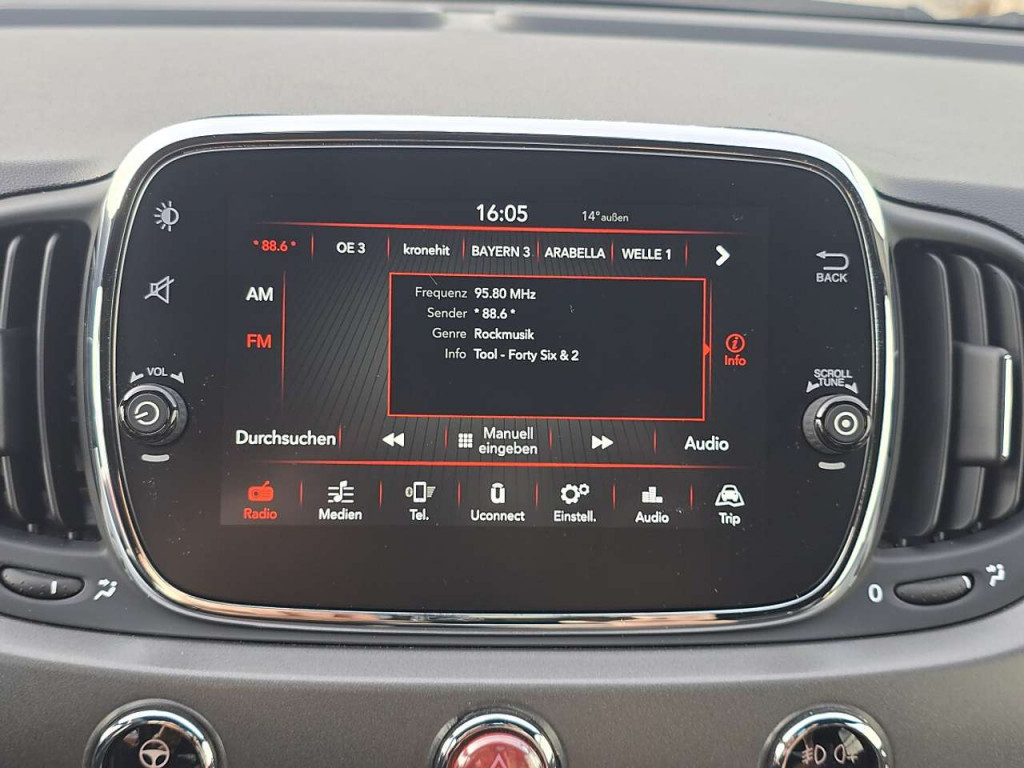 16:05 14° außen
* 88.6 * OE 3 kronehit BAYERN 3 ARABELLA WELLE 1
BACK
AM
FM
Frequenz 95.80 MHz
Sender * 88.6 *
Genre Rockmusik
Info Tool - Forty Six & 2
Info
VOL
SCROLL
TUNE
Durchsuchen
Manuell
eingeben
Audio
Radio Medien Tel. Uconnect Einstell. Audio Trip
0